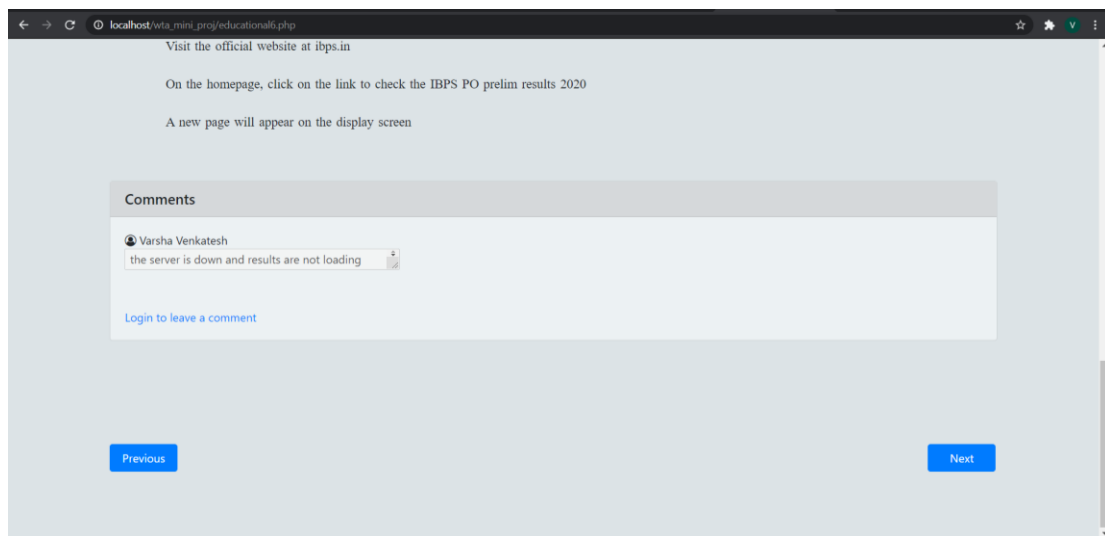 localhost/wta_mini_proj/educational6.php
V
Visit the official website at ibps.in
On the homepage, click on the link to check the IBPS PO prelim results 2020
A new page will appear on the display screen
Comments
Varsha Venkatesh
the server is down and results are not loading
Login to leave a comment
Previous
Next